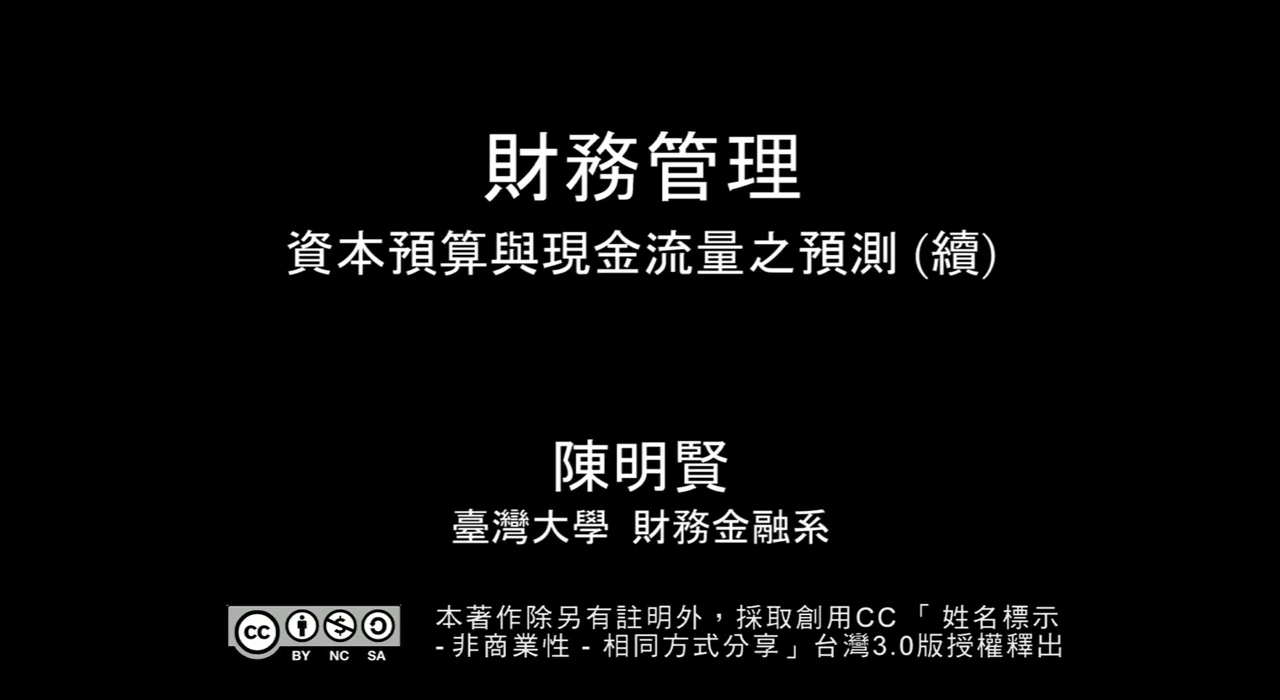 財務管理
資本預算與現金流量之預測 (續)
陳明賢
臺灣大學 財務金融系
cc
BY NC SA
本著作除另有註明外，採取創用CC「 姓名標示
- 非商業性 - 相同方式分享」台灣3.0版授權釋出